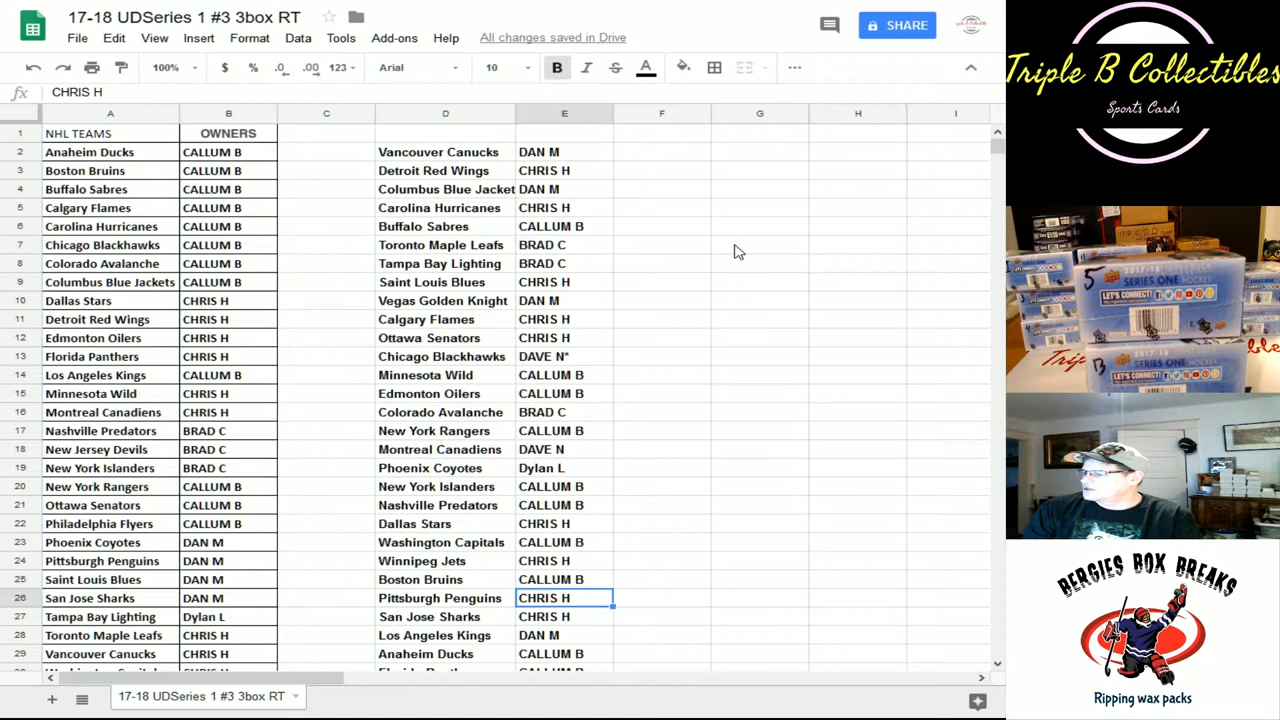 17-18 UDSeries 1 #3 3box RT
File Edit View Insert Data Tools Add-ons Help All changes saved in Drive
SHARE
100% $ % .0 .00 123 Arial 10 B I S A
fx CHRIS H
A B C D E F G H I
1 NHL TEAMS OWNERS
2 Anaheim Ducks CALLUM B Vancouver Canucks DAN M
3 Boston Bruins CALLUM B Detroit Red Wings CHRIS H
4 Buffalo Sabres CALLUM B Columbus Blue Jacket DAN M
5 Calgary Flames CALLUM B Carolina Hurricanes CHRIS H
6 Carolina Hurricanes CALLUM B Buffalo Sabres CALLUM B
7 Chicago Blackhawks CALLUM B Toronto Maple Leafs BRAD C
8 Colorado Avalanche CALLUM B Tampa Bay Lighting BRAD C
9 Columbus Blue Jackets CALLUM B Saint Louis Blues CHRIS H
10 Dallas Stars CHRIS H Vegas Golden Knight DAN M
11 Detroit Red Wings CHRIS H Calgary Flames CHRIS H
12 Edmonton Oilers CHRIS H Ottawa Senators CHRIS H
13 Florida Panthers CHRIS H Chicago Blackhawks DAVE N*
14 Los Angeles Kings CALLUM B Minnesota Wild CALLUM B
15 Minnesota Wild CHRIS H Edmonton Oilers CALLUM B
16 Montreal Canadiens CHRIS H Colorado Avalanche BRAD C
17 Nashville Predators BRAD C New York Rangers CALLUM B
18 New Jersey Devils BRAD C Montreal Canadiens DAVE N
19 New York Islanders BRAD C Phoenix Coyotes Dylan L
20 New York Rangers CALLUM B New York Islanders CALLUM B
21 Ottawa Senators CALLUM B Nashville Predators CALLUM B
22 Philadelphia Flyers CALLUM B Dallas Stars CHRIS H
23 Phoenix Coyotes DAN M Washington Capitals CALLUM B
24 Pittsburgh Penguins DAN M Winnipeg Jets CHRIS H
25 Saint Louis Blues DAN M Boston Bruins CALLUM B
26 San Jose Sharks DAN M Pittsburgh Penguins CHRIS H
27 Tampa Bay Lighting Dylan L San Jose Sharks CHRIS H
28 Toronto Maple Leafs CHRIS H Los Angeles Kings DAN M
29 Vancouver Canucks CHRIS H Anaheim Ducks CALLUM B
17-18 UDSeries 1 #3 3box RT
Triple B Collectibles
Sports Cards
5
2017-18
SERIES ONE
LET'S CONNECT!
B
2017-18
SERIES ONE HOCKEY
LET'S CONNECT!
BERGIES BOX BREAKS
Ripping wax packs